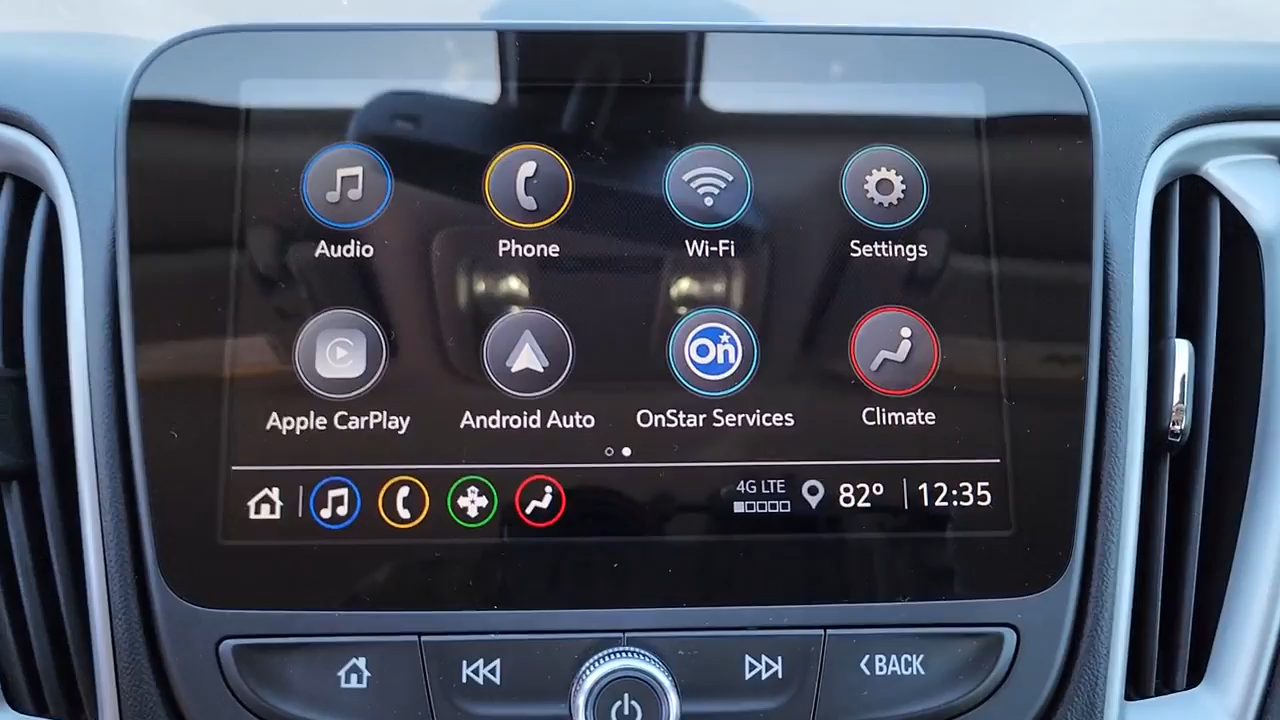 Audio Phone Wi-Fi Settings
On
Apple CarPlay Android Auto OnStar Services Climate
4G LTE
82° 12:35
BACK